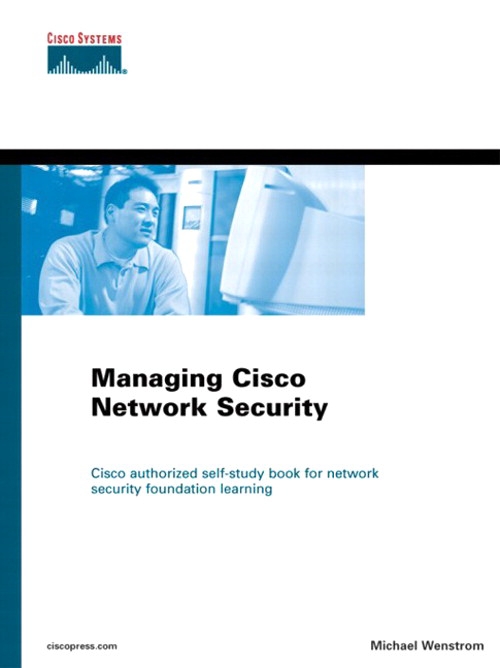 CISCO SYSTEMS
®
Managing Cisco
Network Security
Cisco authorized self-study book for network
security foundation learning
ciscopress.com
Michael Wenstrom